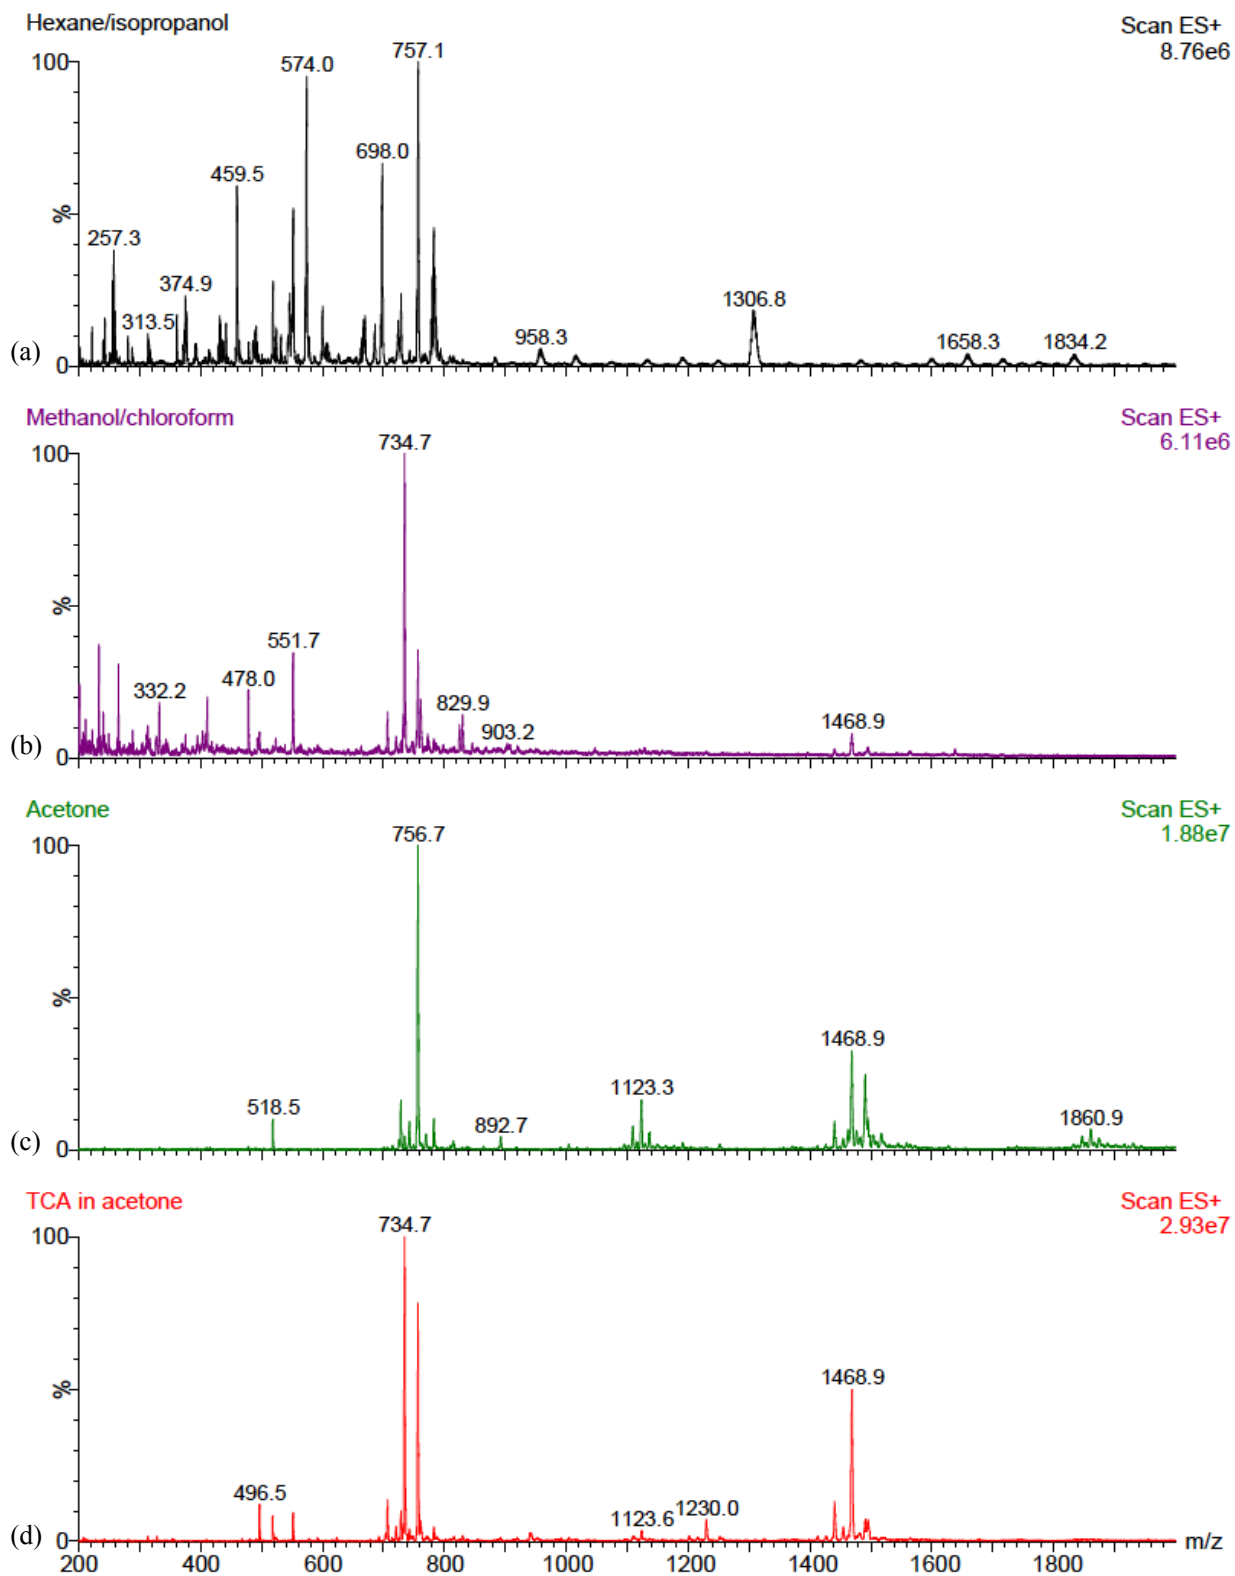 Hexane/isopropanol
Scan ES+
8.76e6
100
757.1
574.0
698.0
459.5
%
257.3
374.9
313.5
1306.8
958.3
1658.3
1834.2
(a)
0
Methanol/chloroform
Scan ES+
6.11e6
734.7
100
%
551.7
478.0
332.2
829.9
903.2
1468.9
(b)
0
Acetone
Scan ES+
1.88e7
756.7
100
%
1468.9
1123.3
518.5
892.7
1860.9
(c)
0
TCA in acetone
Scan ES+
2.93e7
734.7
100
1468.9
%
496.5
1123.6
1230.0
(d)
0
m/z
200 400 600 800 1000 1200 1400 1600 1800